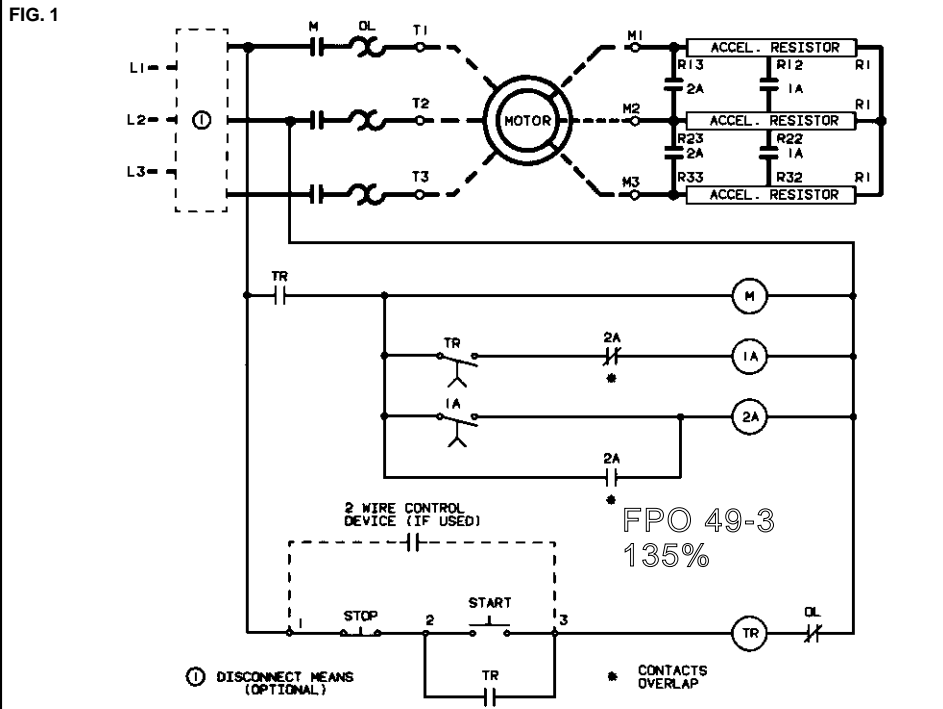 FIG. 1
M OL T1
M1 ACCEL. RESISTOR
L1
R13 R12 R1
2A 1A
L2 1 T2 MOTOR M2 ACCEL. RESISTOR R1
R23 R22
2A 1A
L3 T3 R33 R32 R1
M3 ACCEL. RESISTOR
TR
M
TR 2A
1A
*
1A
2A
2A
*
FPO 49-3
135%
2 WIRE CONTROL
DEVICE (IF USED)
1 STOP 2 START 3
TR OL
TR
1 DISCONNECT MEANS
(OPTIONAL)
* CONTACTS
OVERLAP